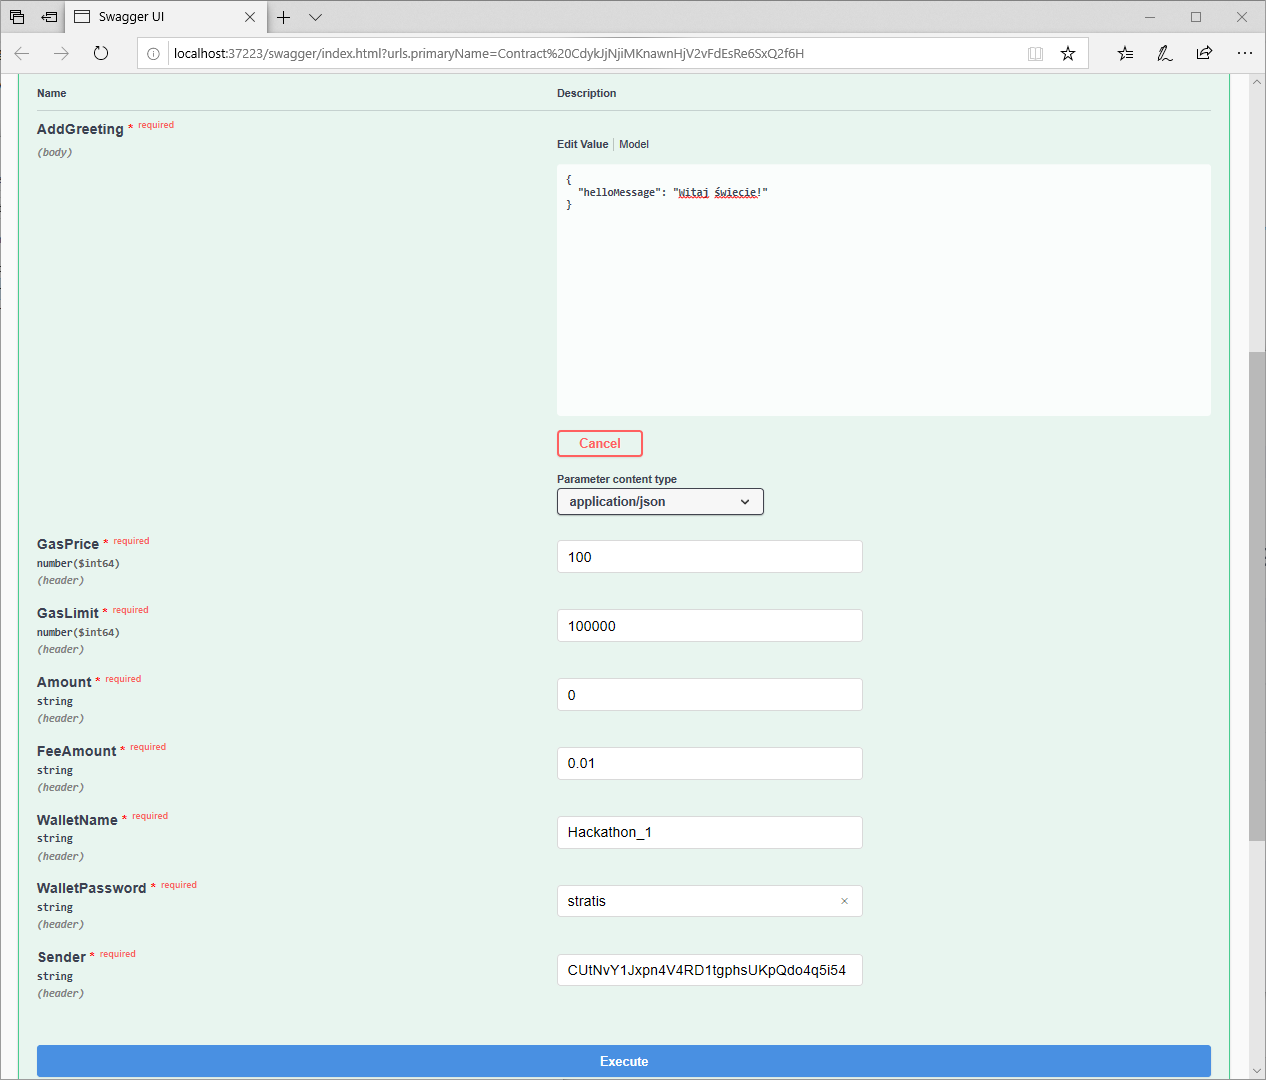 Swagger UI
localhost:37223/swagger/index.html?urls.primaryName=Contract%20CdykJjNjiMKnawnHjV2vFdEsRe6SxQ2f6H
Name Description
AddGreeting * required
(body)
Edit Value Model
{
"helloMessage": "Witaj świecie!"
}
Cancel
Parameter content type
application/json
GasPrice * required
number($int64)
(header)
100
GasLimit * required
number($int64)
(header)
100000
Amount * required
string
(header)
0
FeeAmount * required
string
(header)
0.01
WalletName * required
string
(header)
Hackathon_1
WalletPassword * required
string
(header)
stratis
Sender * required
string
(header)
CUtNvY1Jxpn4V4RD1tgphsUKpQdo4q5i54
Execute